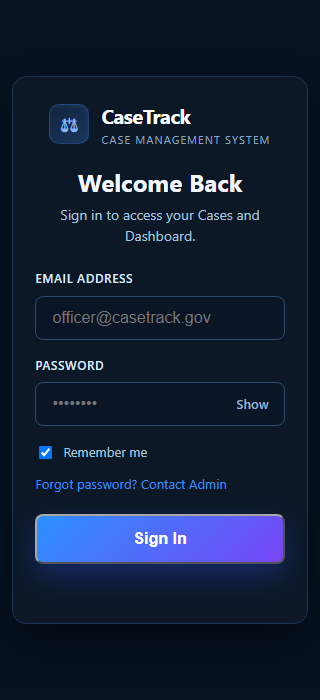 CaseTrack
CASE MANAGEMENT SYSTEM
Welcome Back
Sign in to access your Cases and
Dashboard.
EMAIL ADDRESS
officer@casetrack.gov
PASSWORD
••••••••
Show
Remember me
Forgot password? Contact Admin
Sign In